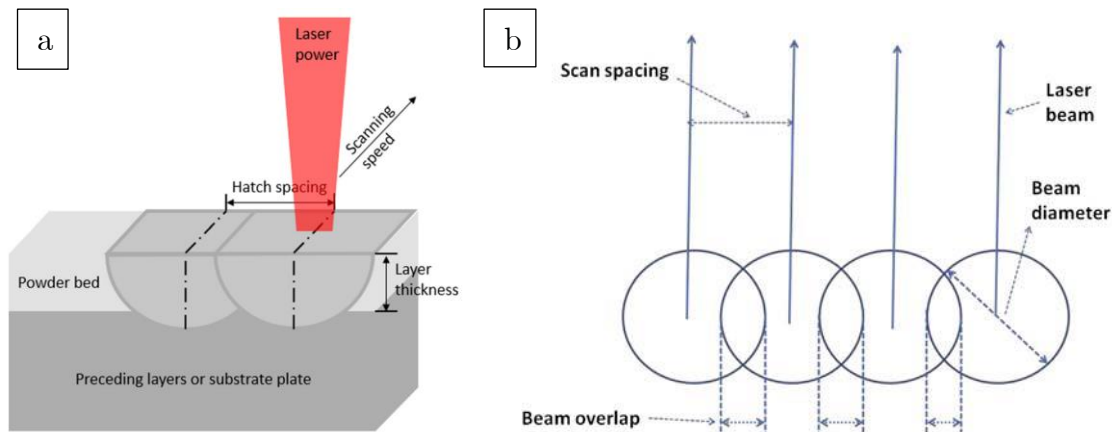 a
Laser
power
Scanning
speed
Hatch spacing
Powder bed
Layer
thickness
Preceding layers or substrate plate
b
Scan spacing
Laser
beam
Beam
diameter
Beam overlap